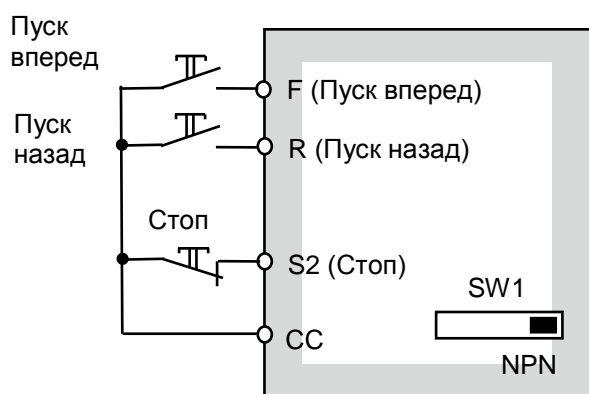 Пуск
вперед
F (Пуск вперед)
Пуск
назад
R (Пуск назад)
Стоп
S2 (Стоп)
SW1
CC
NPN